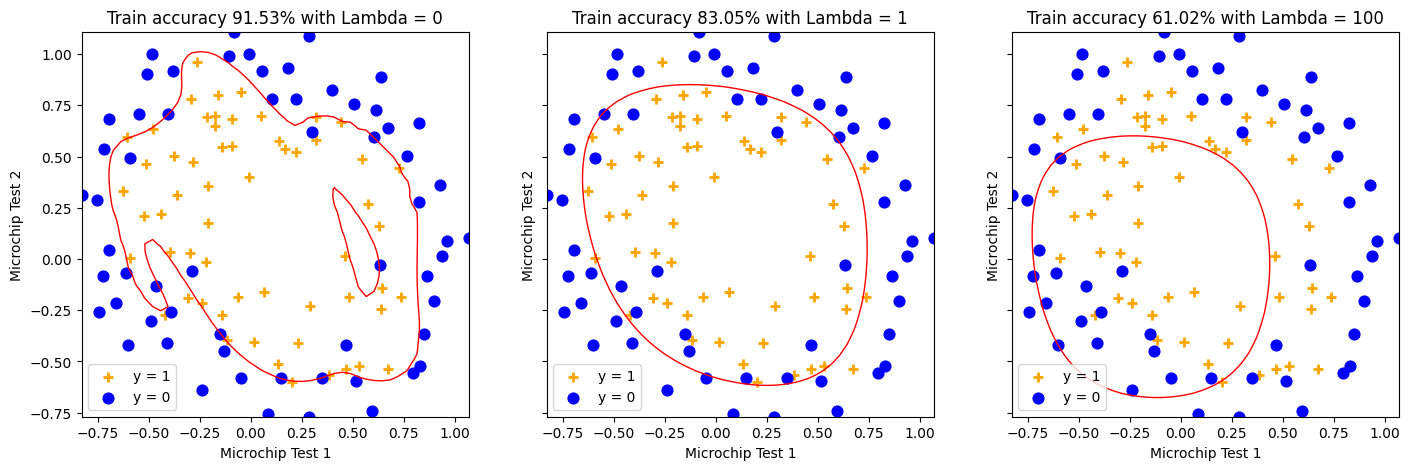 Train accuracy 91.53% with Lambda = 0
1.00
0.75
0.50
0.25
0.00
−0.25
−0.50
−0.75
Microchip Test 2
y = 1
y = 0
−0.75 −0.50 −0.25 0.00 0.25 0.50 0.75 1.00
Microchip Test 1
Train accuracy 83.05% with Lambda = 1
Microchip Test 2
y = 1
y = 0
−0.75 −0.50 −0.25 0.00 0.25 0.50 0.75 1.00
Microchip Test 1
Train accuracy 61.02% with Lambda = 100
Microchip Test 2
y = 1
y = 0
−0.75 −0.50 −0.25 0.00 0.25 0.50 0.75 1.00
Microchip Test 1